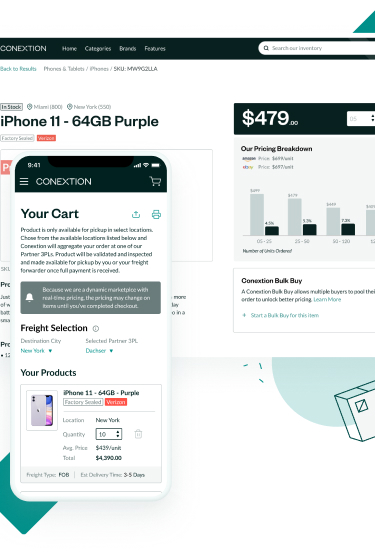 CONEXTION
Home Categories Brands Features
Search our inventory
Back to Results Phones & Tablets / iPhones / SKU: MW9G2LLA
In Stock Miami (800) New York (550)
iPhone 11 - 64GB Purple
Factory Sealed Verizon
$479.00
Our Pricing Breakdown
amazon Price: $699/unit
ebay Price: $699/unit
$499
$479
$449
4.5%
5.2%
7.3%
05 - 25 25 - 50 50 - 100
Number of Units Ordered
Conextion Bulk Buy
A Conextion Bulk Buy allows multiple buyers to pool their
order to unlock better pricing. Learn More
+ Start a Bulk Buy for this item
9:41
CONEXTION
Your Cart
Product is only available for pickup in select locations.
Chose from the available locations listed below and
Conextion will aggregate your order at one of our
Partner 3PLs. Product will be validated and inspected
and made available for pickup by you or your freight
forwarder once full payment is received.
Because we are a dynamic marketplace with
real-time pricing, the pricing may change on
items until you've completed checkout.
Freight Selection
Destination City Selected Partner 3PL
New York Dachser
Your Products
iPhone 11 - 64GB - Purple
Factory Sealed Verizon
Location New York
Quantity 10
Avg. Price $439/unit
Total $4,390.00
Freight Type: FOB | Est Delivery Time: 3-5 Days